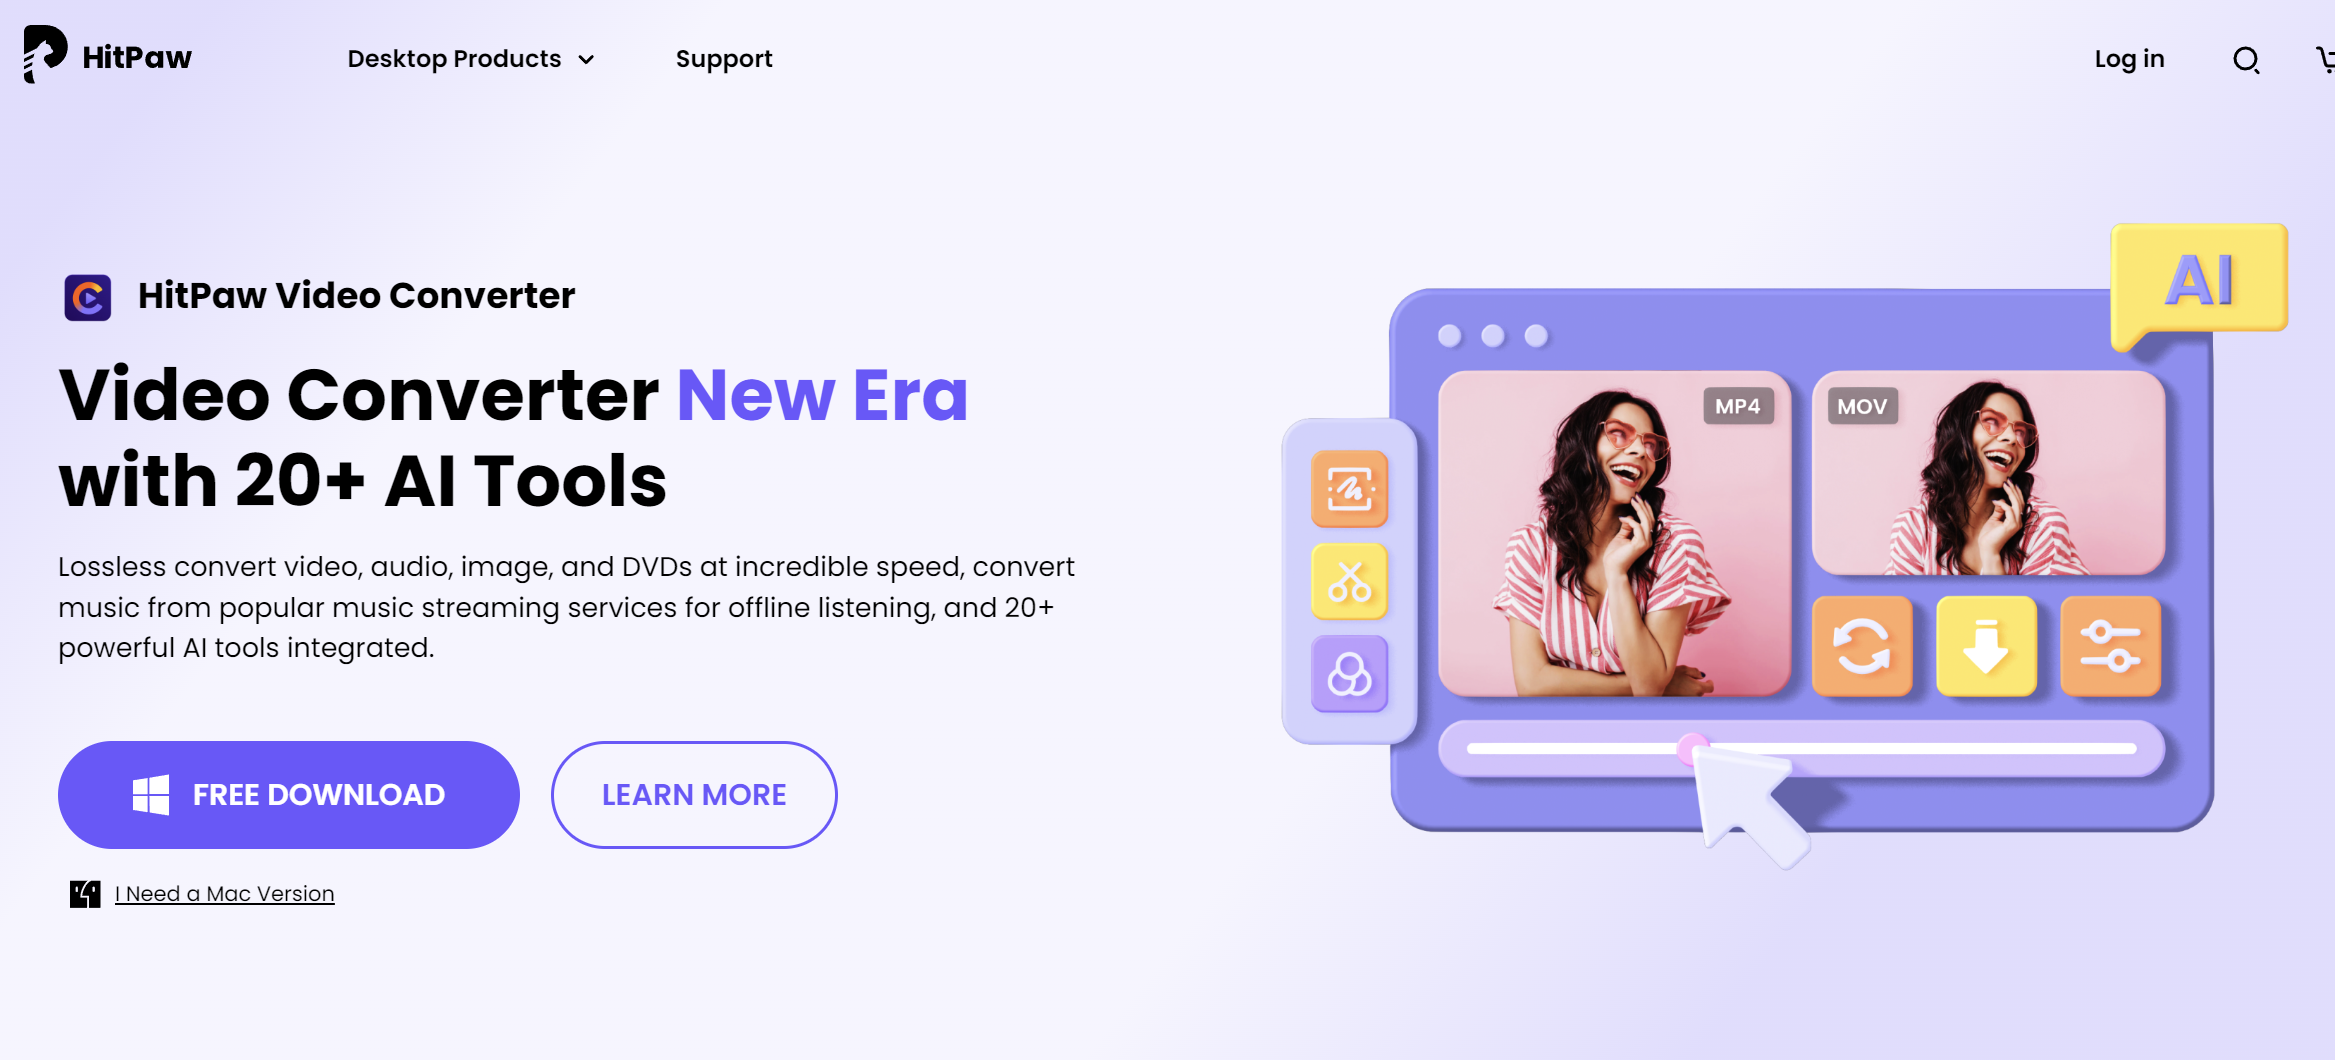 HitPaw
Desktop Products
Support
Log in
HitPaw Video Converter
Video Converter New Era
with 20+ AI Tools
Lossless convert video, audio, image, and DVDs at incredible speed, convert
music from popular music streaming services for offline listening, and 20+
powerful AI tools integrated.
FREE DOWNLOAD
LEARN MORE
I Need a Mac Version
AI
MP4
MOV